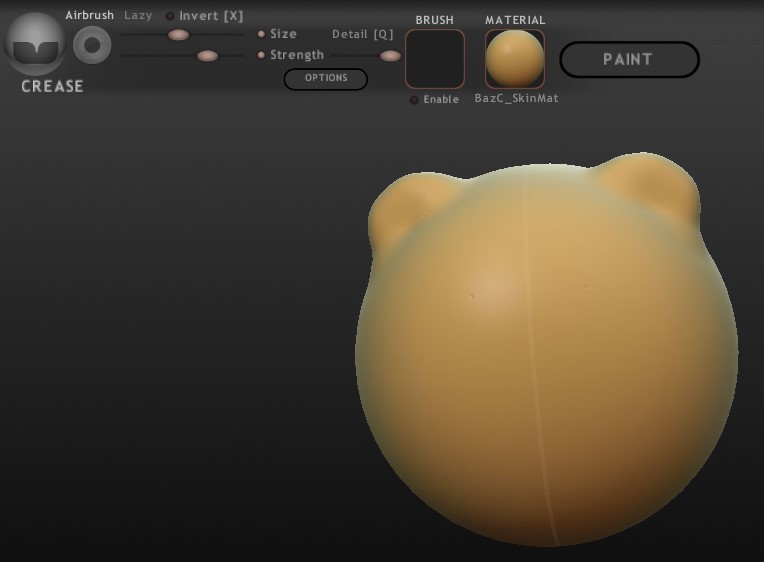 Airbrush Lazy Invert [X]
Size
Strength
Detail [Q]
OPTIONS
CREASE
BRUSH
Enable
MATERIAL
BazC_SkinMat
PAINT